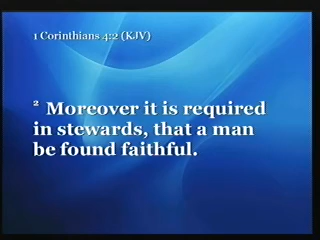 1 Corinthians 4:2 (KJV)
2 Moreover it is required
in stewards, that a man
be found faithful.